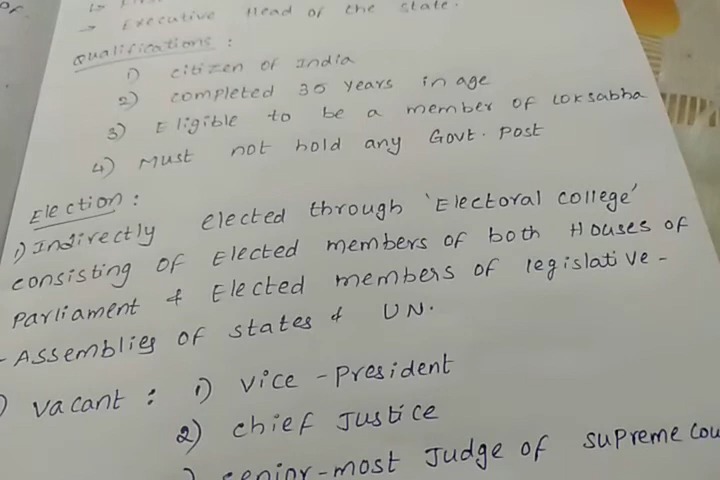 → Executive Head of the state.
Qualifications :
1) citizen of India
2) completed 35 years in age
3) Eligible to be a member of Loksabha
4) Must not hold any Govt. Post
Election :
1) Indirectly elected through 'Electoral college'
consisting of Elected members of both Houses of
Parliament & Elected members of legislative -
- Assemblies of states & UN.
) vacant : 1) vice - President
2) chief Justice
) senior-most Judge of supreme cou